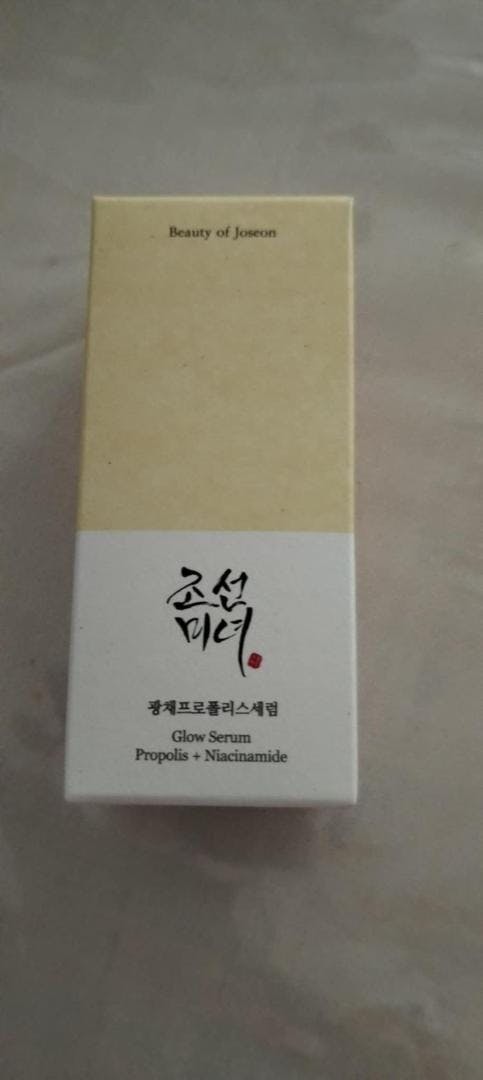 Beauty of Joseon
조선
미녀
광채프로폴리스세럼
Glow Serum
Propolis + Niacinamide